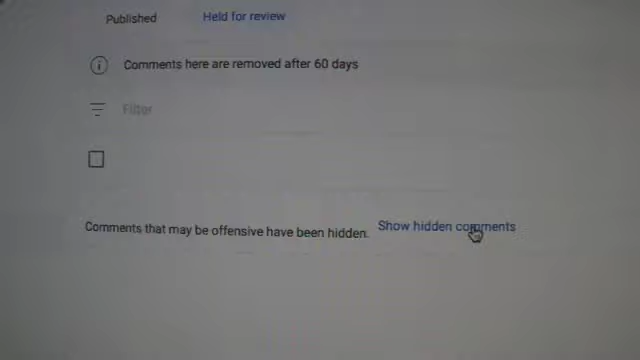 Published Held for review
Comments here are removed after 60 days
Filter
Comments that may be offensive have been hidden. Show hidden comments